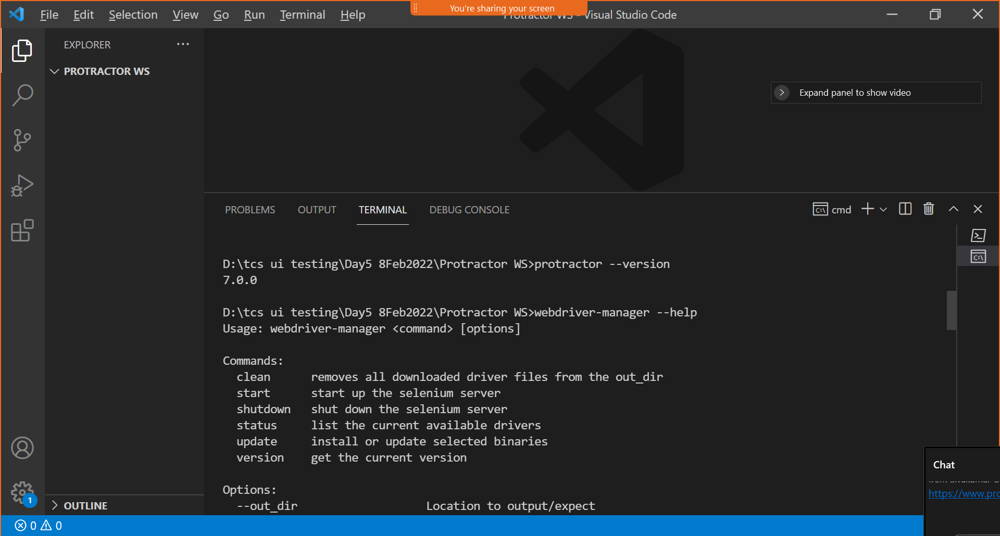 You're sharing your screen
File Edit Selection View Go Run Terminal Help
Protractor WS - Visual Studio Code
EXPLORER
PROTRACTOR WS
Expand panel to show video
PROBLEMS OUTPUT TERMINAL DEBUG CONSOLE
cmd
D:\tcs ui testing\Day5 8Feb2022\Protractor WS>protractor --version
7.0.0
D:\tcs ui testing\Day5 8Feb2022\Protractor WS>webdriver-manager --help
Usage: webdriver-manager <command> [options]
Commands:
clean removes all downloaded driver files from the out_dir
start start up the selenium server
shutdown shut down the selenium server
status list the current available drivers
update install or update selected binaries
version get the current version
Options:
--out_dir Location to output/expect
Chat
https://www.pro
1
OUTLINE
0 0